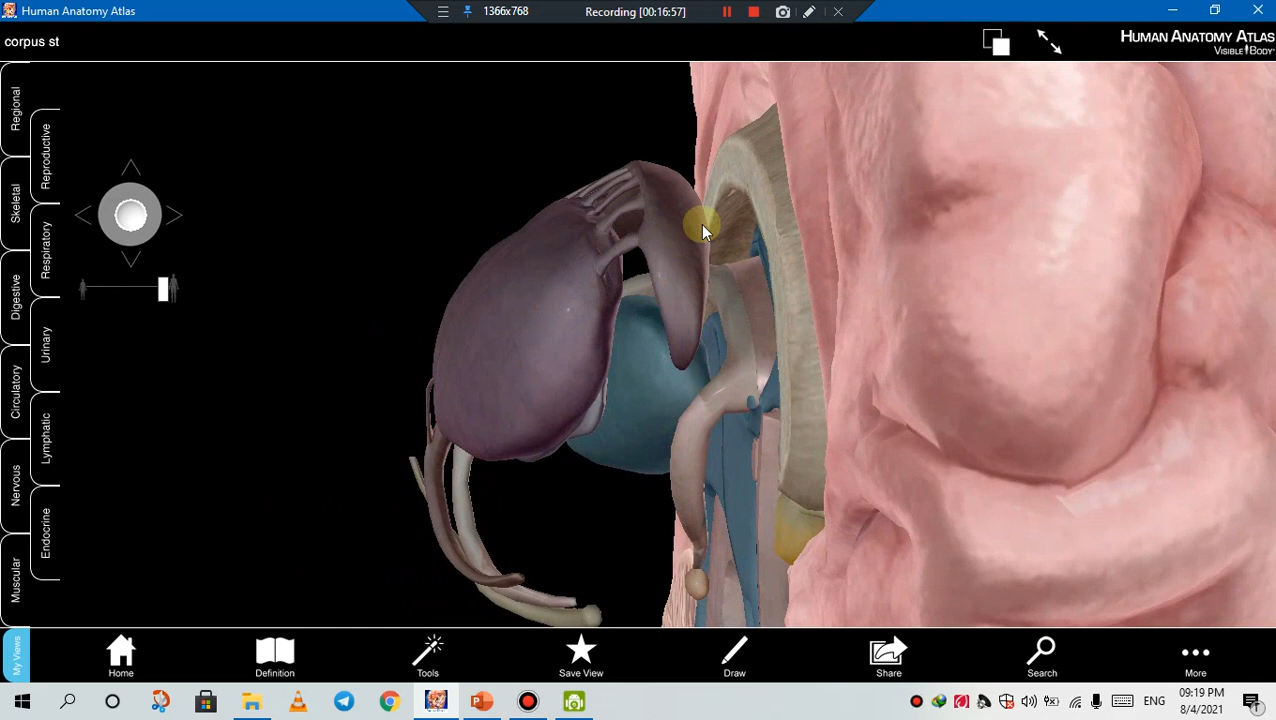 Human Anatomy Atlas
1366x768
Recording [00:16:57]
corpus st
HUMAN ANATOMY ATLAS
VISIBLE BODY
Regional
Skeletal
Digestive
Circulatory
Nervous
Muscular
My Views
Reproductive
Respiratory
Urinary
Lymphatic
Endocrine
Home
Definition
Tools
Save View
Draw
Share
Search
More
ENG
09:19 PM
8/4/2021